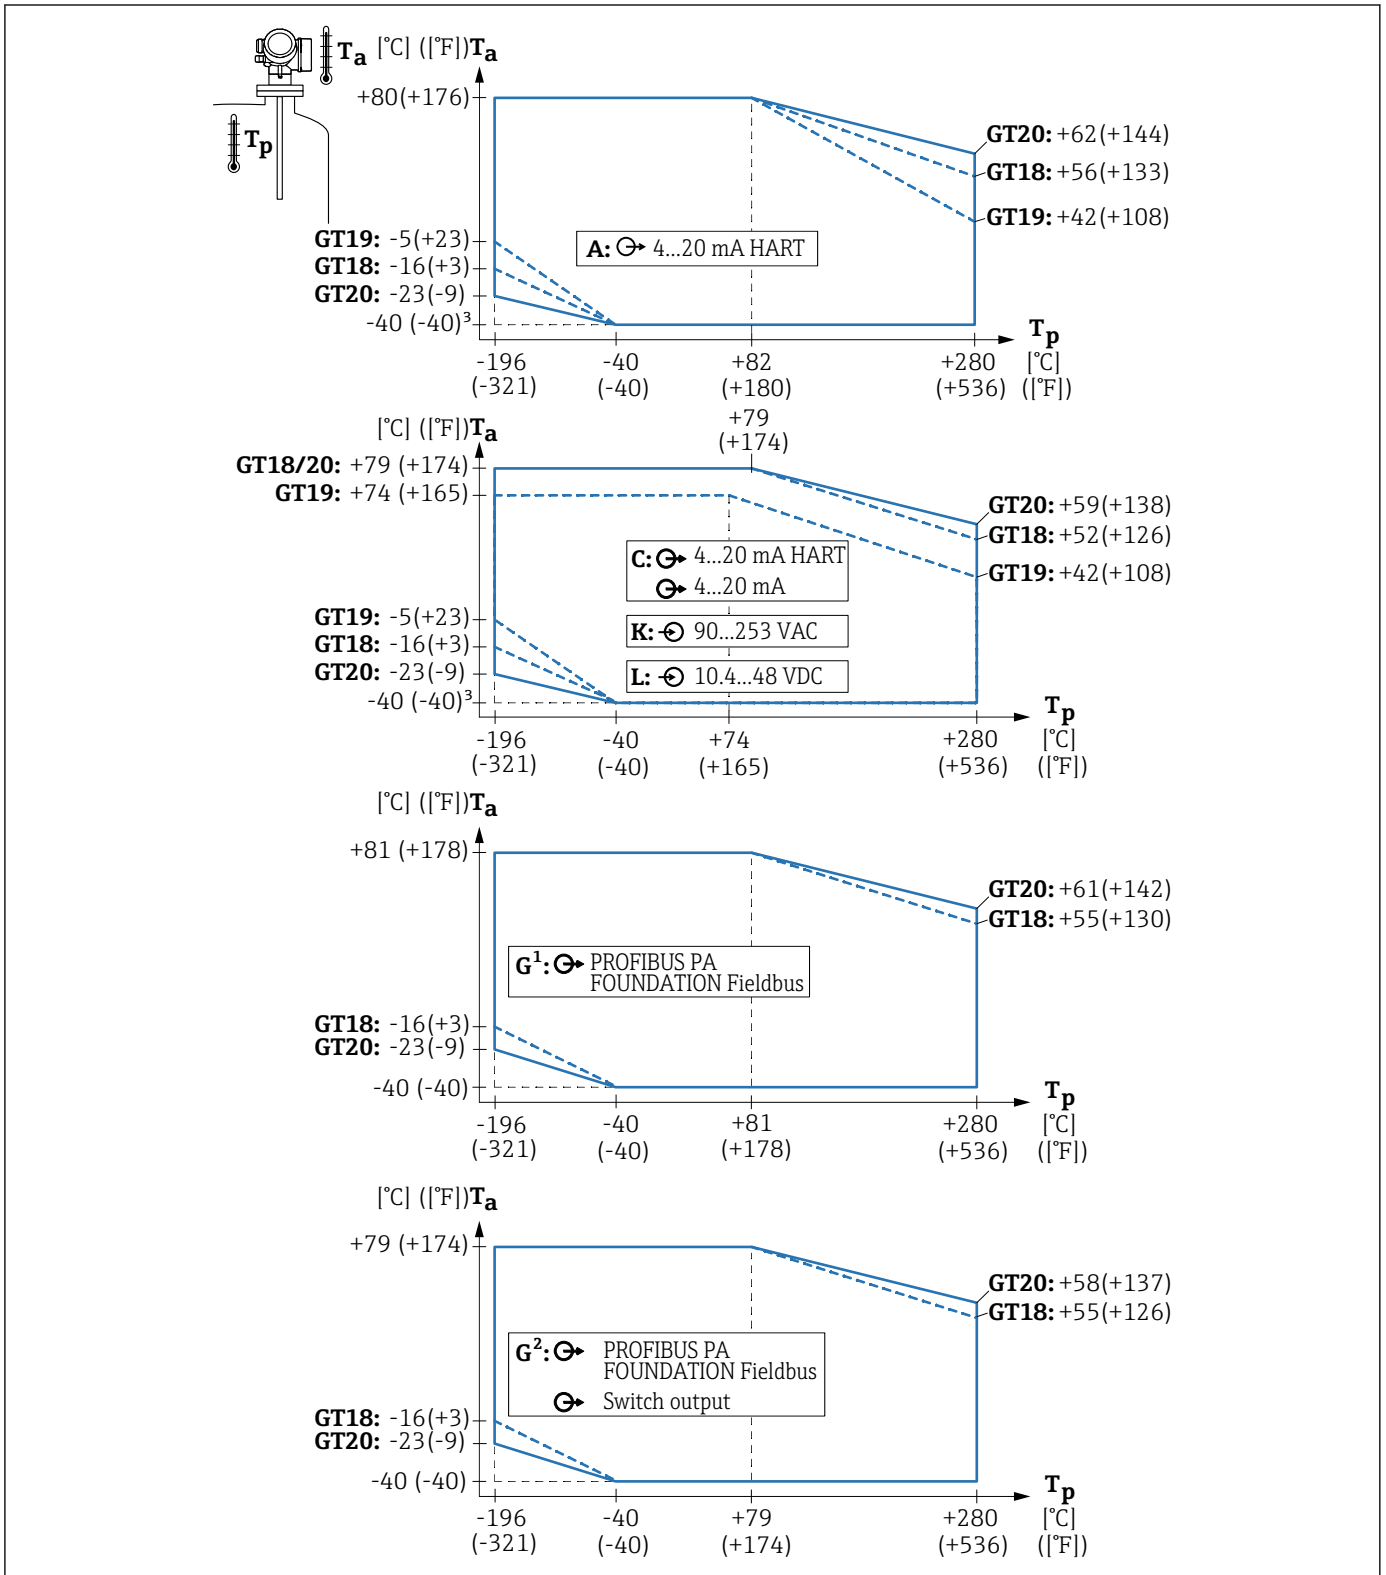 Ta [°C] ([°F])Ta
+80(+176)
Tp
GT20: +62(+144)
GT18: +56(+133)
GT19: +42(+108)
GT19: -5(+23)
GT18: -16(+3)
GT20: -23(-9)
-40 (-40)³
A: 4...20 mA HART
Tp
-196 -40 +82 +280 [°C]
(-321) (-40) (+180) (+536) ([°F])
+79
(+174)
[°C] ([°F])Ta
GT18/20: +79 (+174)
GT19: +74 (+165)
GT20: +59(+138)
GT18: +52(+126)
GT19: +42(+108)
C: 4...20 mA HART
4...20 mA
K: 90...253 VAC
L: 10.4...48 VDC
GT19: -5(+23)
GT18: -16(+3)
GT20: -23(-9)
-40 (-40)³
Tp
-196 -40 +74 +280 [°C]
(-321) (-40) (+165) (+536) ([°F])
[°C] ([°F])Ta
+81 (+178)
GT20: +61(+142)
GT18: +55(+130)
G¹: PROFIBUS PA
FOUNDATION Fieldbus
GT18: -16(+3)
GT20: -23(-9)
-40 (-40)
Tp
-196 -40 +81 +280 [°C]
(-321) (-40) (+178) (+536) ([°F])
[°C] ([°F])Ta
+79 (+174)
GT20: +58(+137)
GT18: +55(+126)
G²: PROFIBUS PA
FOUNDATION Fieldbus
Switch output
GT18: -16(+3)
GT20: -23(-9)
-40 (-40)
Tp
-196 -40 +79 +280 [°C]
(-321) (-40) (+174) (+536) ([°F])